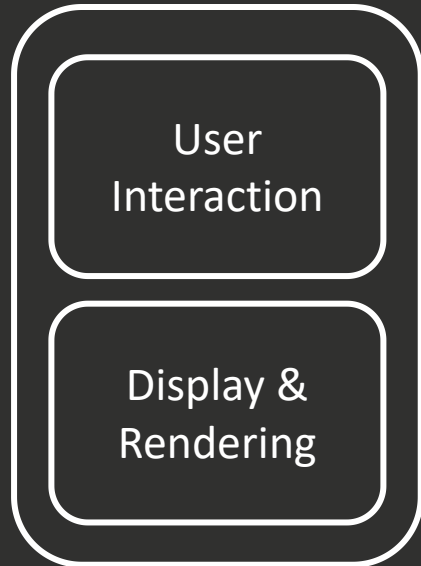 User
Interaction
Display &
Rendering